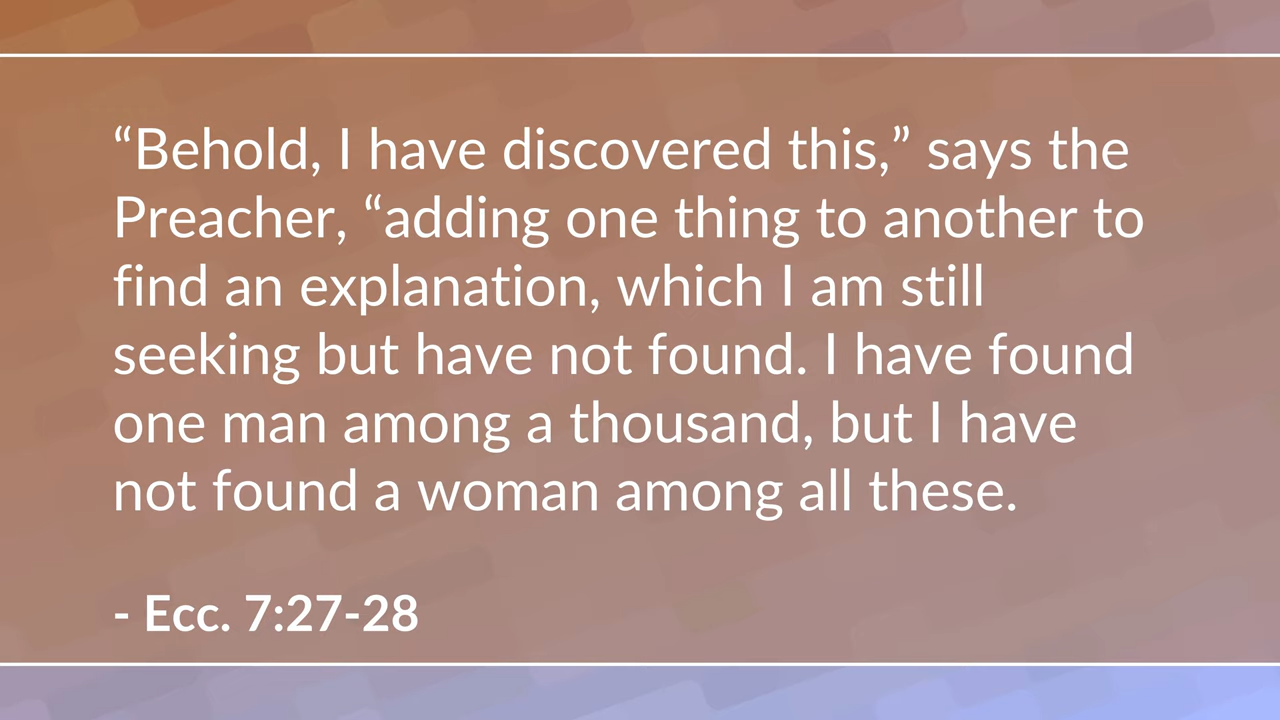 “Behold, I have discovered this,” says the
Preacher, “adding one thing to another to
find an explanation, which I am still
seeking but have not found. I have found
one man among a thousand, but I have
not found a woman among all these.
- Ecc. 7:27-28